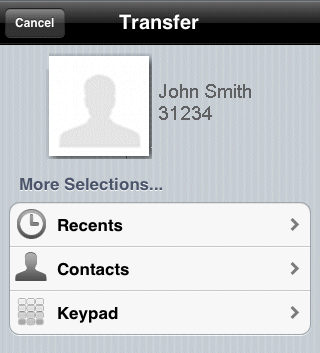 Cancel
Transfer
John Smith
31234
More Selections...
Recents
Contacts
Keypad